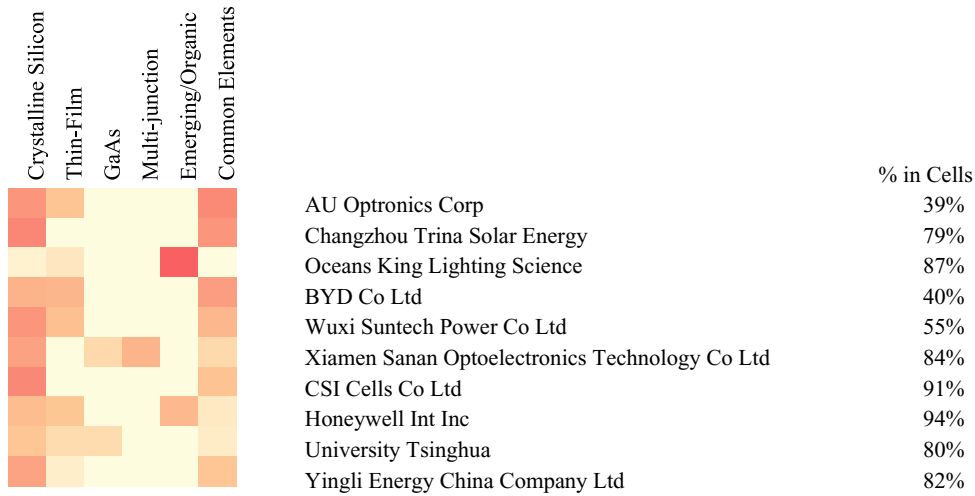 Crystalline Silicon
Thin-Film
GaAs
Multi-junction
Emerging/Organic
Common Elements
% in Cells
AU Optronics Corp 39%
Changzhou Trina Solar Energy 79%
Oceans King Lighting Science 87%
BYD Co Ltd 40%
Wuxi Suntech Power Co Ltd 55%
Xiamen Sanan Optoelectronics Technology Co Ltd 84%
CSI Cells Co Ltd 91%
Honeywell Int Inc 94%
University Tsinghua 80%
Yingli Energy China Company Ltd 82%